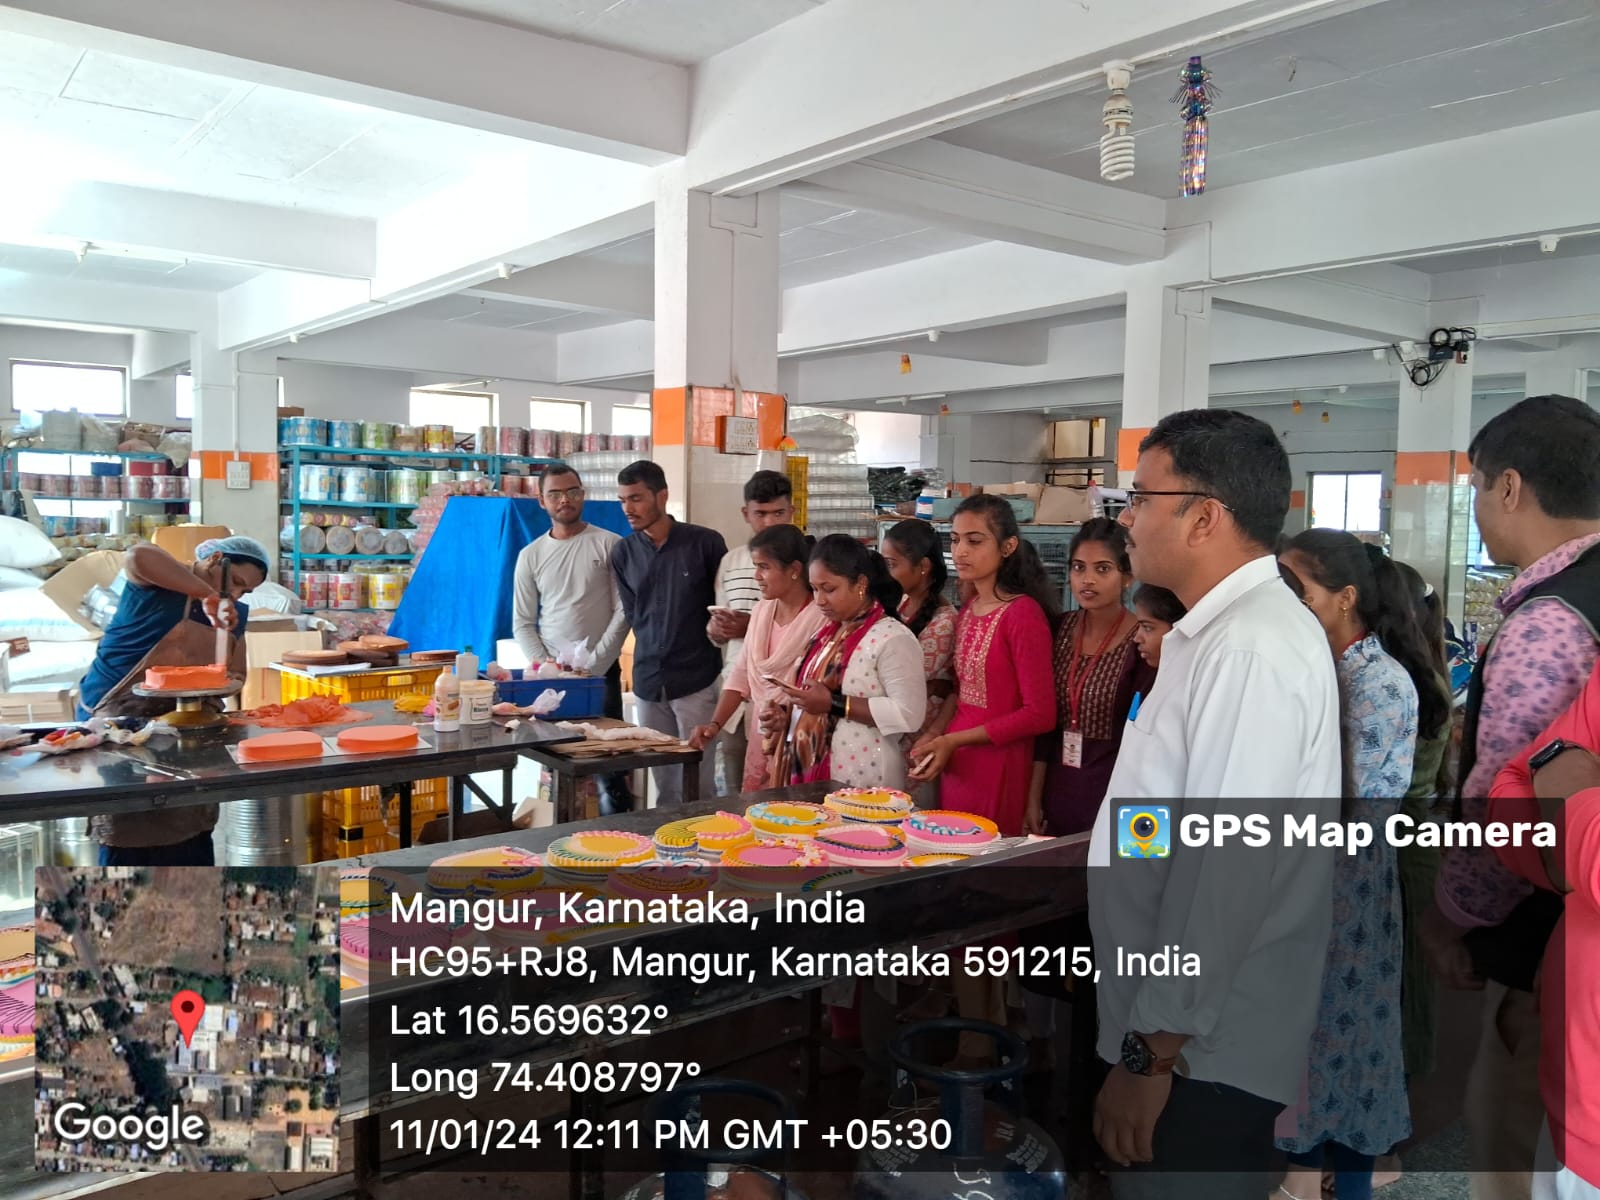 GPS Map Camera
Mangur, Karnataka, India
HC95+RJ8, Mangur, Karnataka 591215, India
Lat 16.569632°
Long 74.408797°
11/01/24 12:11 PM GMT +05:30
Google